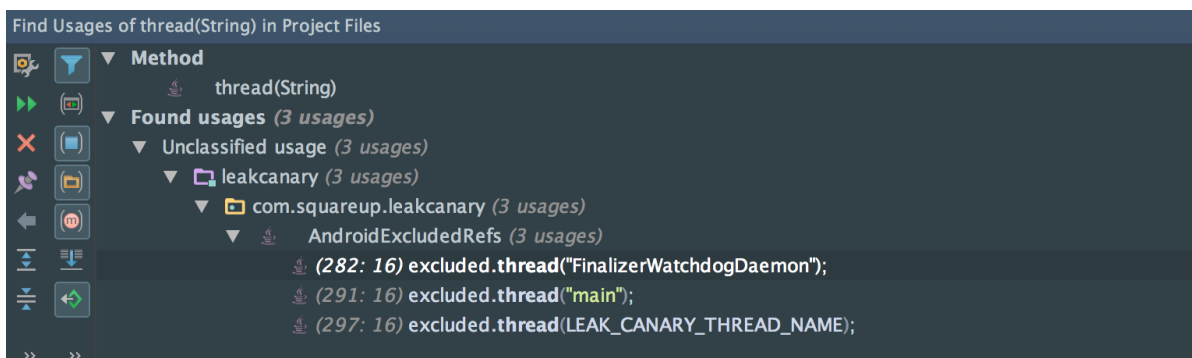 Find Usages of thread(String) in Project Files
Method
thread(String)
Found usages (3 usages)
Unclassified usage (3 usages)
leakcanary (3 usages)
com.squareup.leakcanary (3 usages)
AndroidExcludedRefs (3 usages)
(282: 16) excluded.thread("FinalizerWatchdogDaemon");
(291: 16) excluded.thread("main");
(297: 16) excluded.thread(LEAK_CANARY_THREAD_NAME);